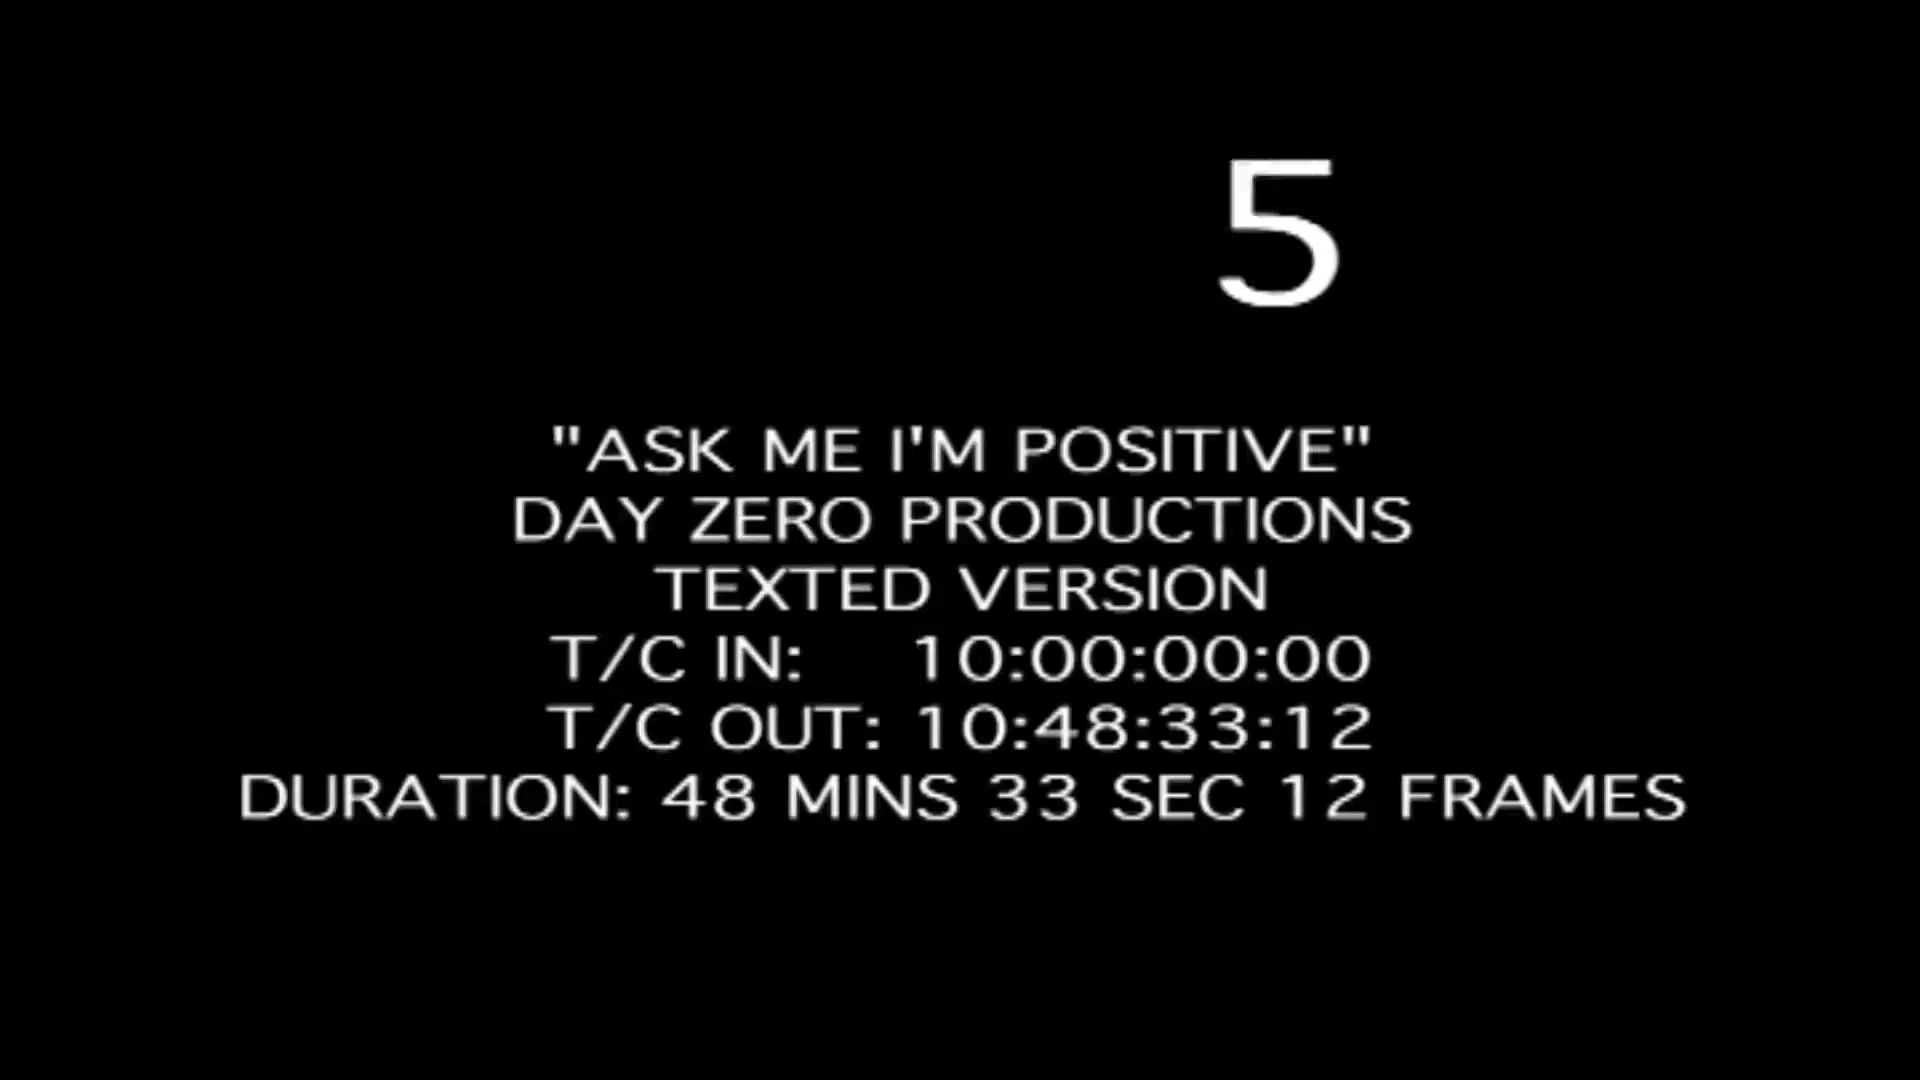 5
"ASK ME I'M POSITIVE"
DAY ZERO PRODUCTIONS
TEXTED VERSION
T/C IN: 10:00:00:00
T/C OUT: 10:48:33:12
DURATION: 48 MINS 33 SEC 12 FRAMES